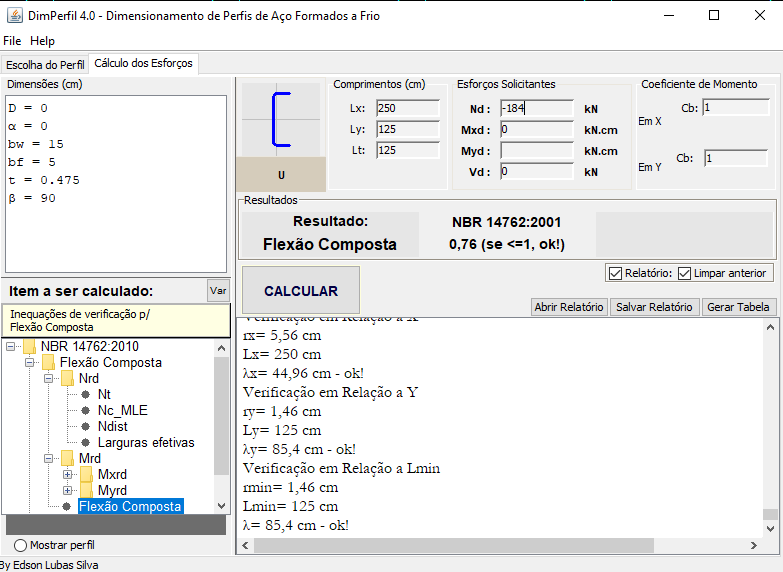 DimPerfil 4.0 - Dimensionamento de Perfis de Aço Formados a Frio
File Help
Escolha do Perfil Cálculo dos Esforços
Dimensões (cm)
D = 0
α = 0
bw = 15
bf = 5
t = 0.475
β = 90
U
Comprimentos (cm)
Lx: 250
Ly: 125
Lt: 125
Esforços Solicitantes
Nd : -184 kN
Mxd : 0 kN.cm
Myd : kN.cm
Vd : 0 kN
Coeficiente de Momento
Cb: 1
Em X
Cb: 1
Em Y
Resultados
Resultado: NBR 14762:2001
Flexão Composta 0,76 (se <=1, ok!)
Item a ser calculado: Var
Inequações de verificação p/
Flexão Composta
NBR 14762:2010
Flexão Composta
Nrd
Nt
Nc_MLE
Ndist
Larguras efetivas
Mrd
Mxrd
Myrd
Flexão Composta
Mostrar perfil
CALCULAR
Relatório: Limpar anterior
Abrir Relatório Salvar Relatório Gerar Tabela
Verificação em Relação a X
rx= 5,56 cm
Lx= 250 cm
λx= 44,96 cm - ok!
Verificação em Relação a Y
ry= 1,46 cm
Ly= 125 cm
λy= 85,4 cm - ok!
Verificação em Relação a Lmin
rmin= 1,46 cm
Lmin= 125 cm
λ= 85,4 cm - ok!
By Edson Lubas Silva